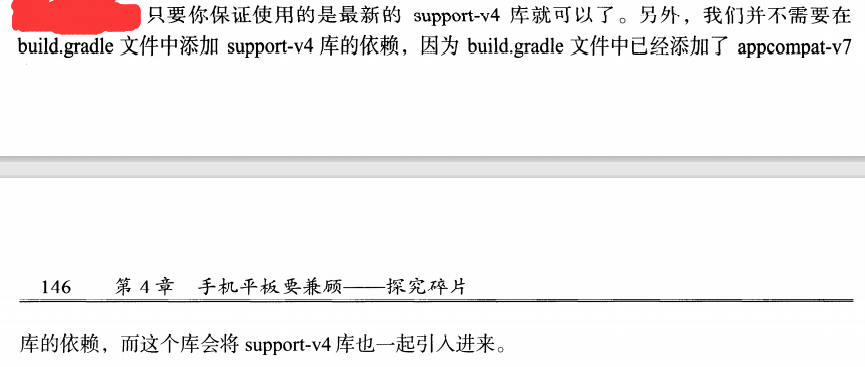 只要你保证使用的是最新的 support-v4 库就可以了。另外，我们并不需要在
build.gradle 文件中添加 support-v4 库的依赖，因为 build.gradle 文件中已经添加了 appcompat-v7
146 第 4 章 手机平板要兼顾——探究碎片
库的依赖，而这个库会将 support-v4 库也一起引入进来。